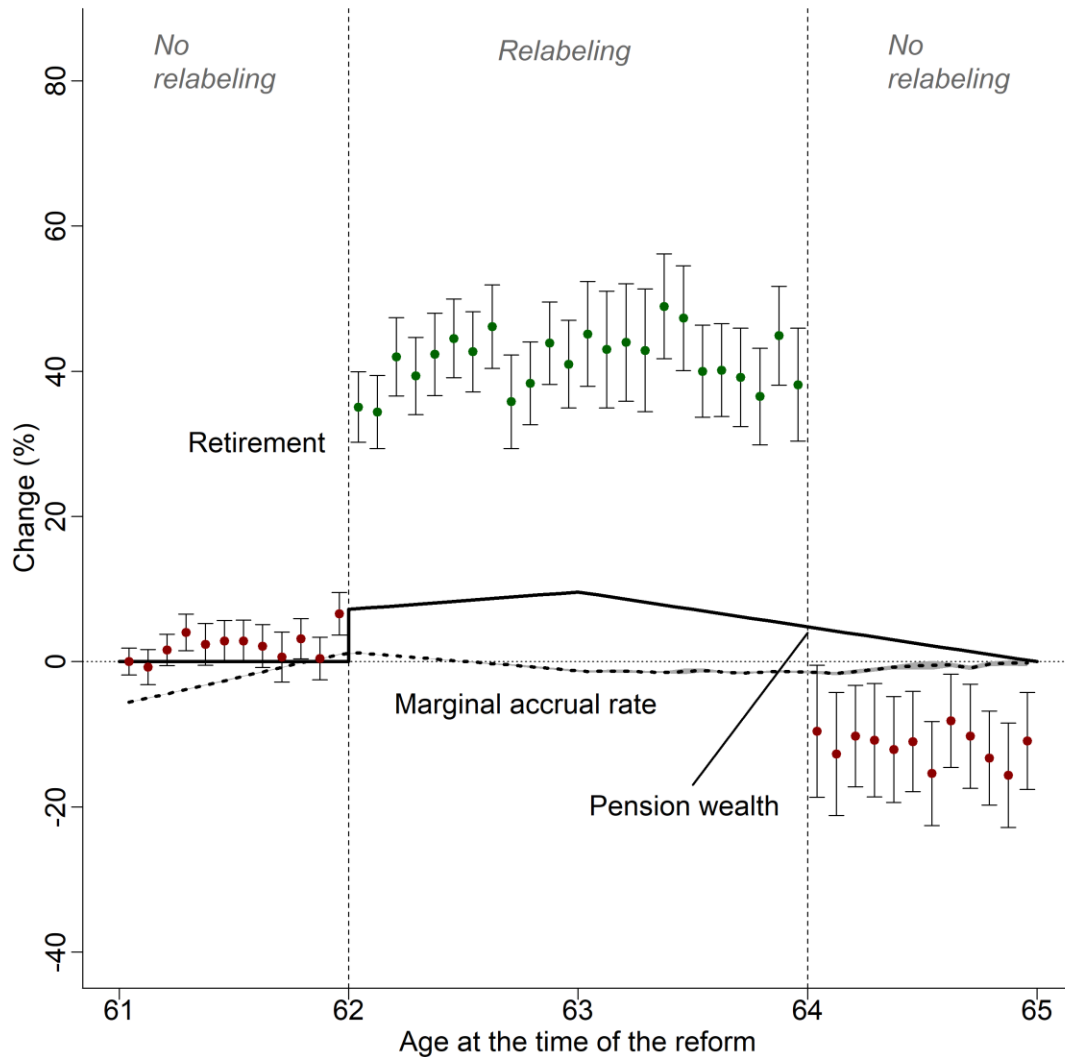 No
relabeling
Relabeling
No
relabeling
80
60
40
20
0
-20
-40
Change (%)
Retirement
Marginal accrual rate
Pension wealth
61
62
63
64
65
Age at the time of the reform